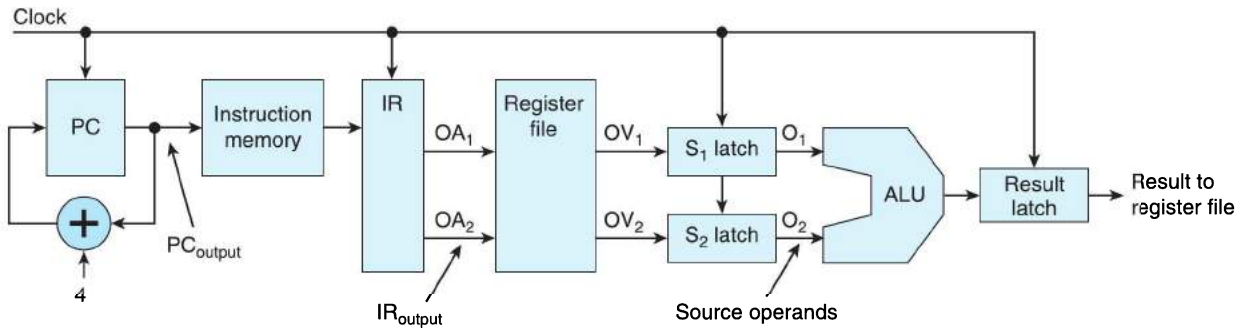 Clock
PC
Instruction
memory
IR
Register
file
OA1
OV1
S1 latch
O1
ALU
Result
latch
Result to
register file
+
OA2
OV2
S2 latch
O2
PCoutput
4
IRoutput
Source operands